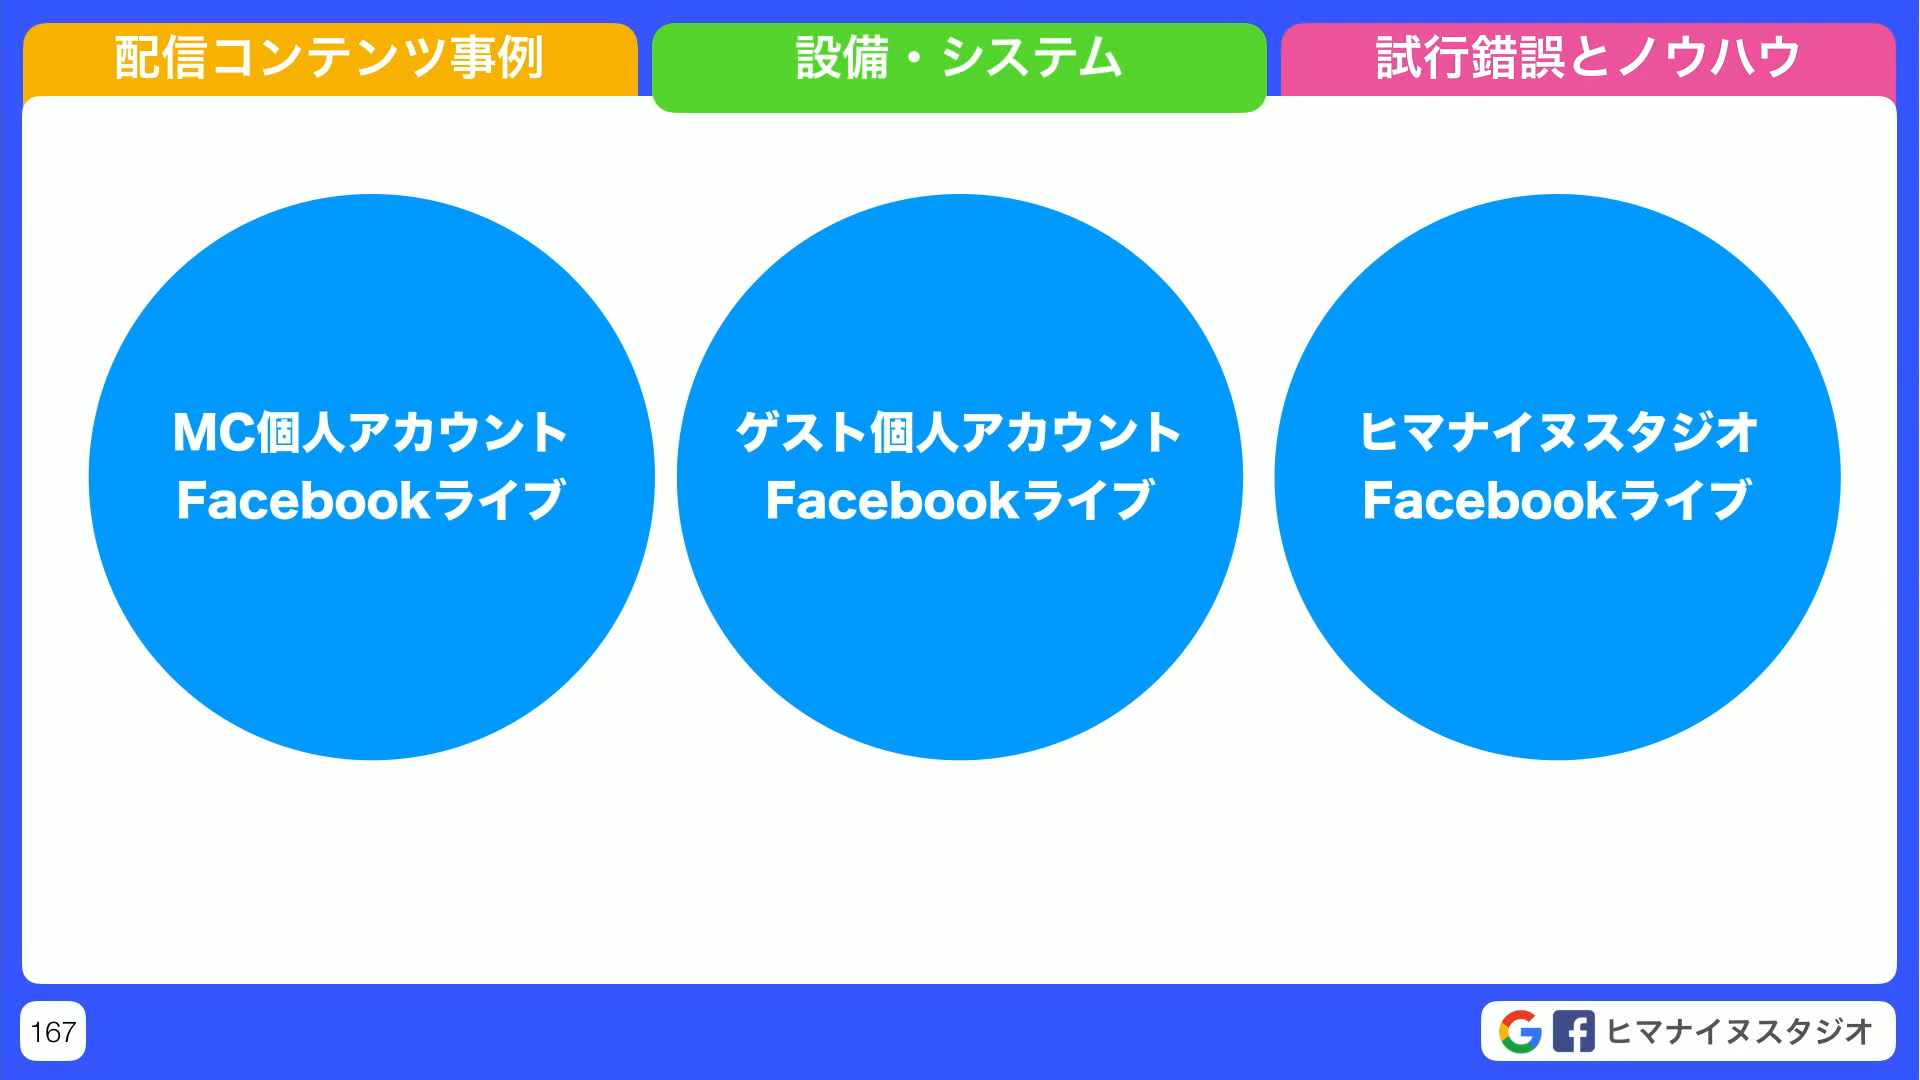 配信コンテンツ事例
設備・システム
試行錯誤とノウハウ
MC個人アカウント
Facebookライブ
ゲスト個人アカウント
Facebookライブ
ヒマナイヌスタジオ
Facebookライブ
167
ヒマナイヌスタジオ